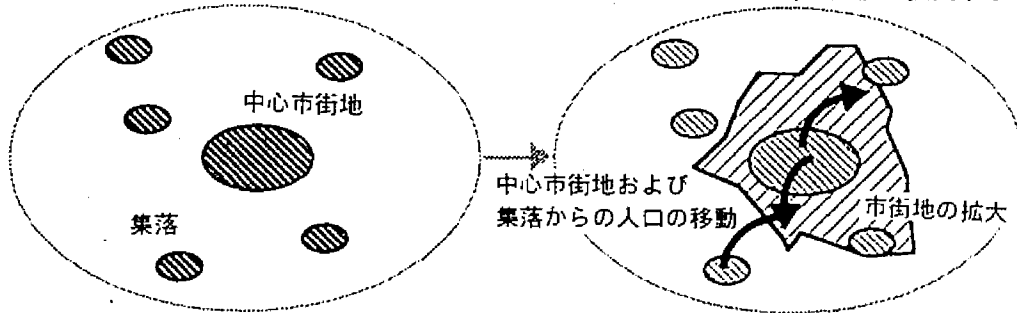 中心市街地
集落
中心市街地および
集落からの人口の移動
市街地の拡大